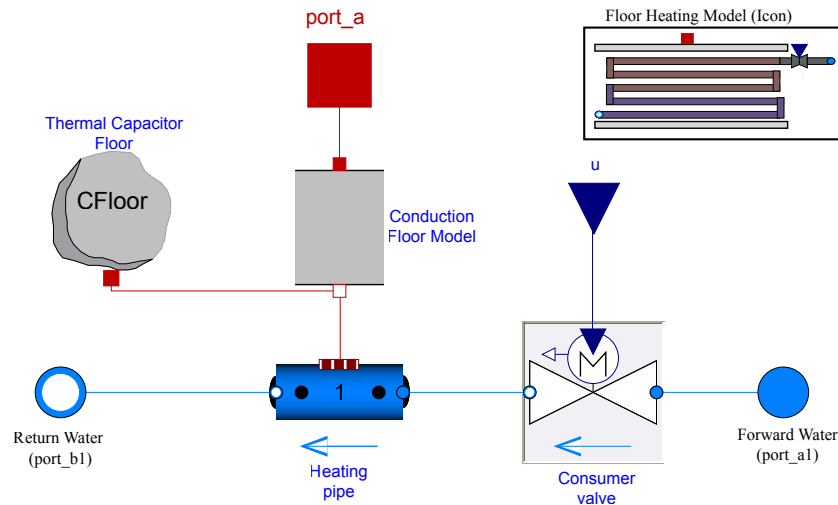 port_a
Floor Heating Model (Icon)
Thermal Capacitor
Floor
CFloor
u
Conduction
Floor Model
M
1
Return Water
(port_b1)
Heating
pipe
Consumer
valve
Forward Water
(port_a1)